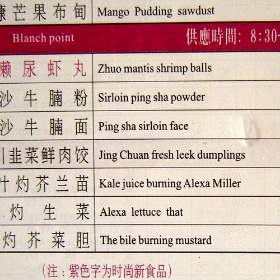 糠芒果布甸 Mango Pudding sawdust
Blanch point 供應時間: 8:30-
濑尿虾丸 Zhuo mantis shrimp balls
沙牛腩粉 Sirloin ping sha powder
沙牛腩面 Ping sha sirloin face
韭菜鲜肉饺 Jing Chuan fresh leek dumplings
灼芥兰苗 Kale juice burning Alexa Miller
灼生菜 Alexa lettuce that
灼芥菜胆 The bile burning mustard
(注:紫色字为时尚新食品)